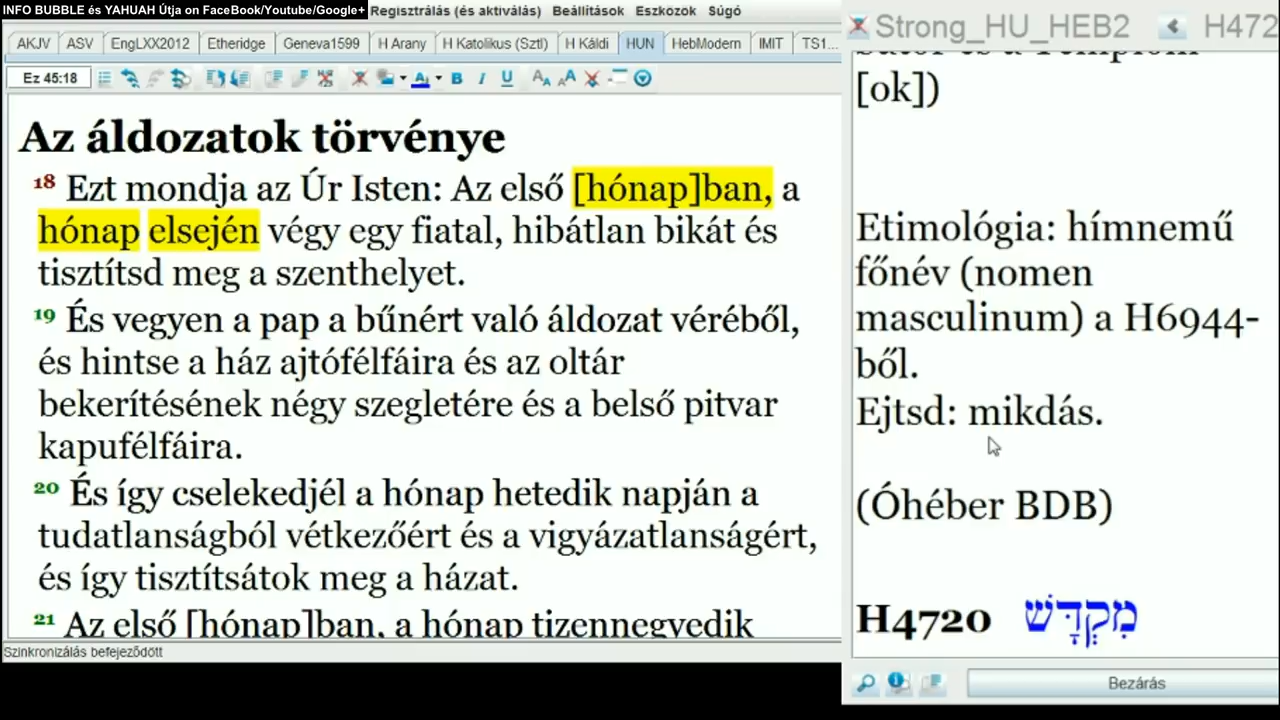 INFO BUBBLE és YAHUAH Útja on FaceBook/Youtube/Google+ Regisztrálás (és aktiválás) Beállítások Eszközök Súgó
AKJV ASV EngLXX2012 Etheridge Geneva1599 H Arany H Katolikus (Sztl) H Káldi HUN HebModern IMIT TS1...
Ez 45:18
Az áldozatok törvénye
18 Ezt mondja az Úr Isten: Az első [hónap]ban, a
hónap elsején végy egy fiatal, hibátlan bikát és
tisztítsd meg a szenthelyet.
19 És vegyen a pap a bűnért való áldozat véréből,
és hintse a ház ajtófélfáira és az oltár
bekerítésének négy szegletére és a belső pitvar
kapufélfáira.
20 És így cselekedjél a hónap hetedik napján a
tudatlanságból vétkezőért és a vigyázatlanságért,
és így tisztítsátok meg a házat.
21 Az első [hónap]ban, a hónap tizennegyedik
Szinkronizálás befejeződött
Strong_HU_HEB2 H472
[ok])
Etimológia: hímnemű
főnév (nomen
masculinum) a H6944-
ből.
Ejtsd: mikdás.
(Óhéber BDB)
H4720 מִקְדָּשׁ
Bezárás